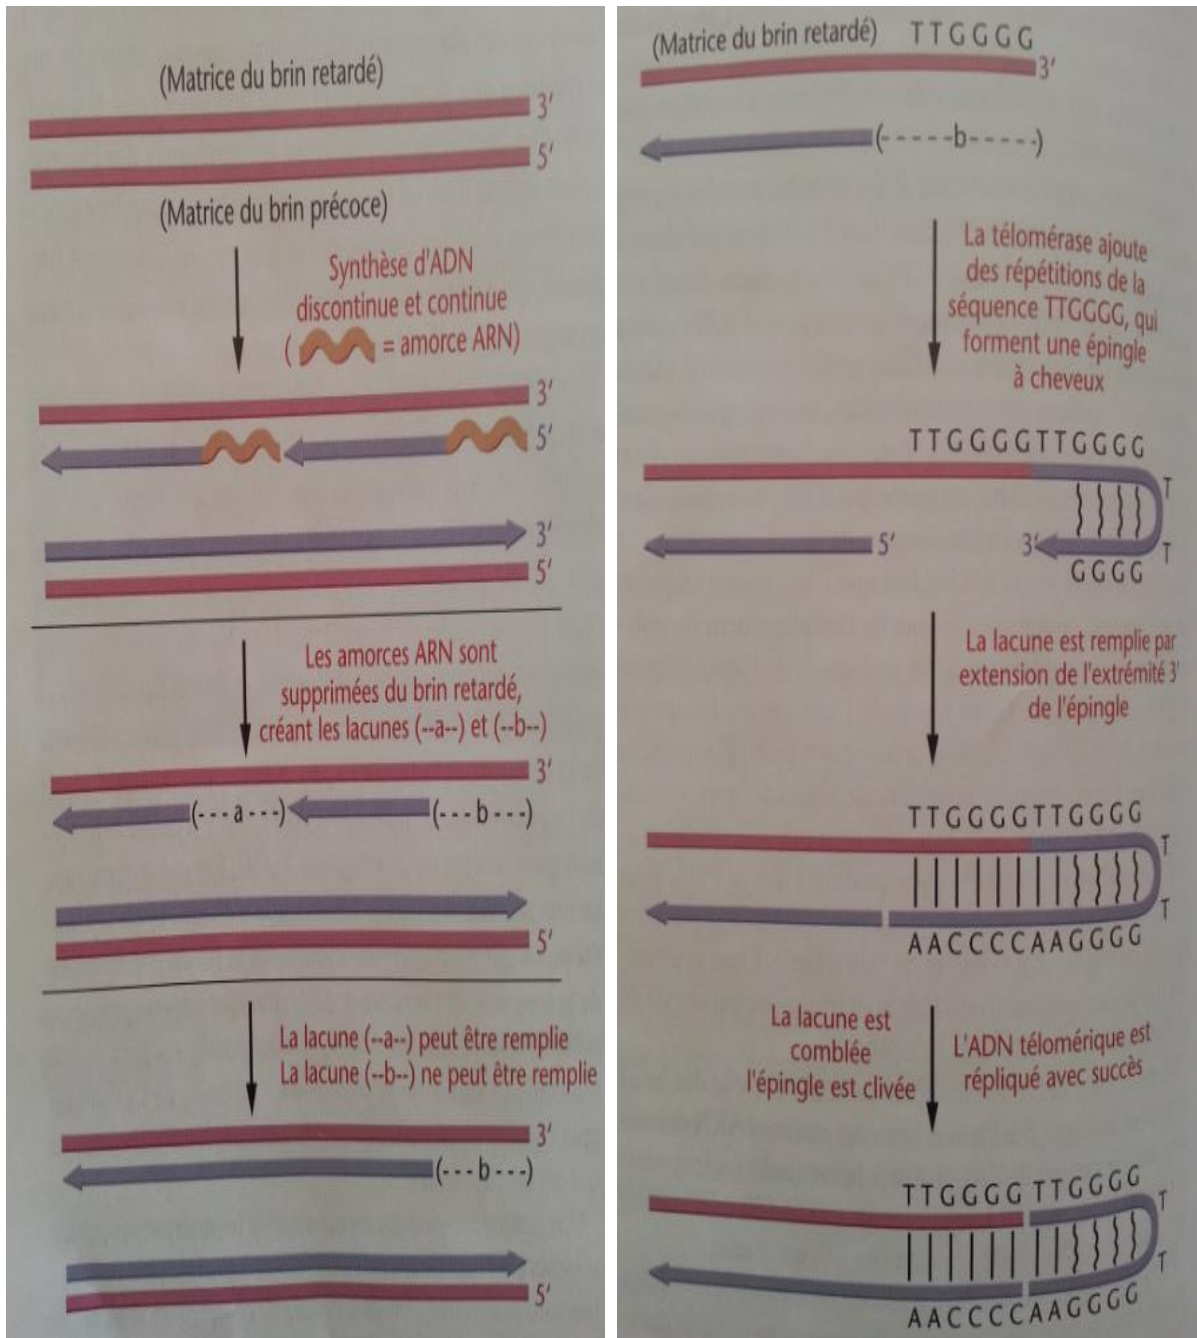 (Matrice du brin retardé)
3′
5′
(Matrice du brin précoce)
Synthèse d'ADN
discontinue et continue
( = amorce ARN)
3′
5′
3′
5′
Les amorces ARN sont
supprimées du brin retardé,
créant les lacunes (--a--) et (--b--)
3′
(---a---)
(---b---)
5′
La lacune (--a--) peut être remplie
La lacune (--b--) ne peut être remplie
3′
(---b---)
5′
(Matrice du brin retardé) TTGGGG
3′
(-----b-----)
La télomérase ajoute
des répétitions de la
séquence TTGGGG, qui
forment une épingle
à cheveux
TTGGGGTTGGGG
T
5′ 3′ T
GGGG
La lacune est remplie par
extension de l'extrémité 3′
de l'épingle
TTGGGGTTGGGG
T
T
AACCCCAAGGGG
La lacune est
comblée
l'épingle est clivée
L'ADN télomérique est
répliqué avec succès
TTGGGG TTGGGG
T
T
AACCCCAAGGGG